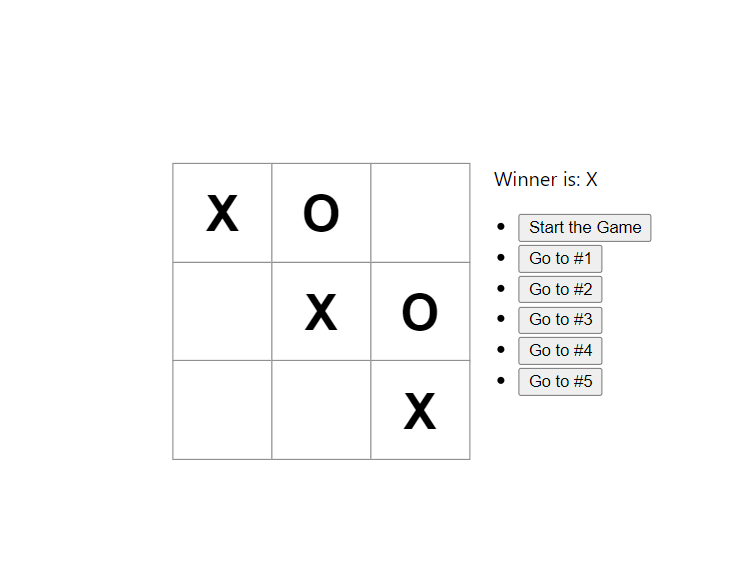 X O
X O
X
Winner is: X
Start the Game
Go to #1
Go to #2
Go to #3
Go to #4
Go to #5